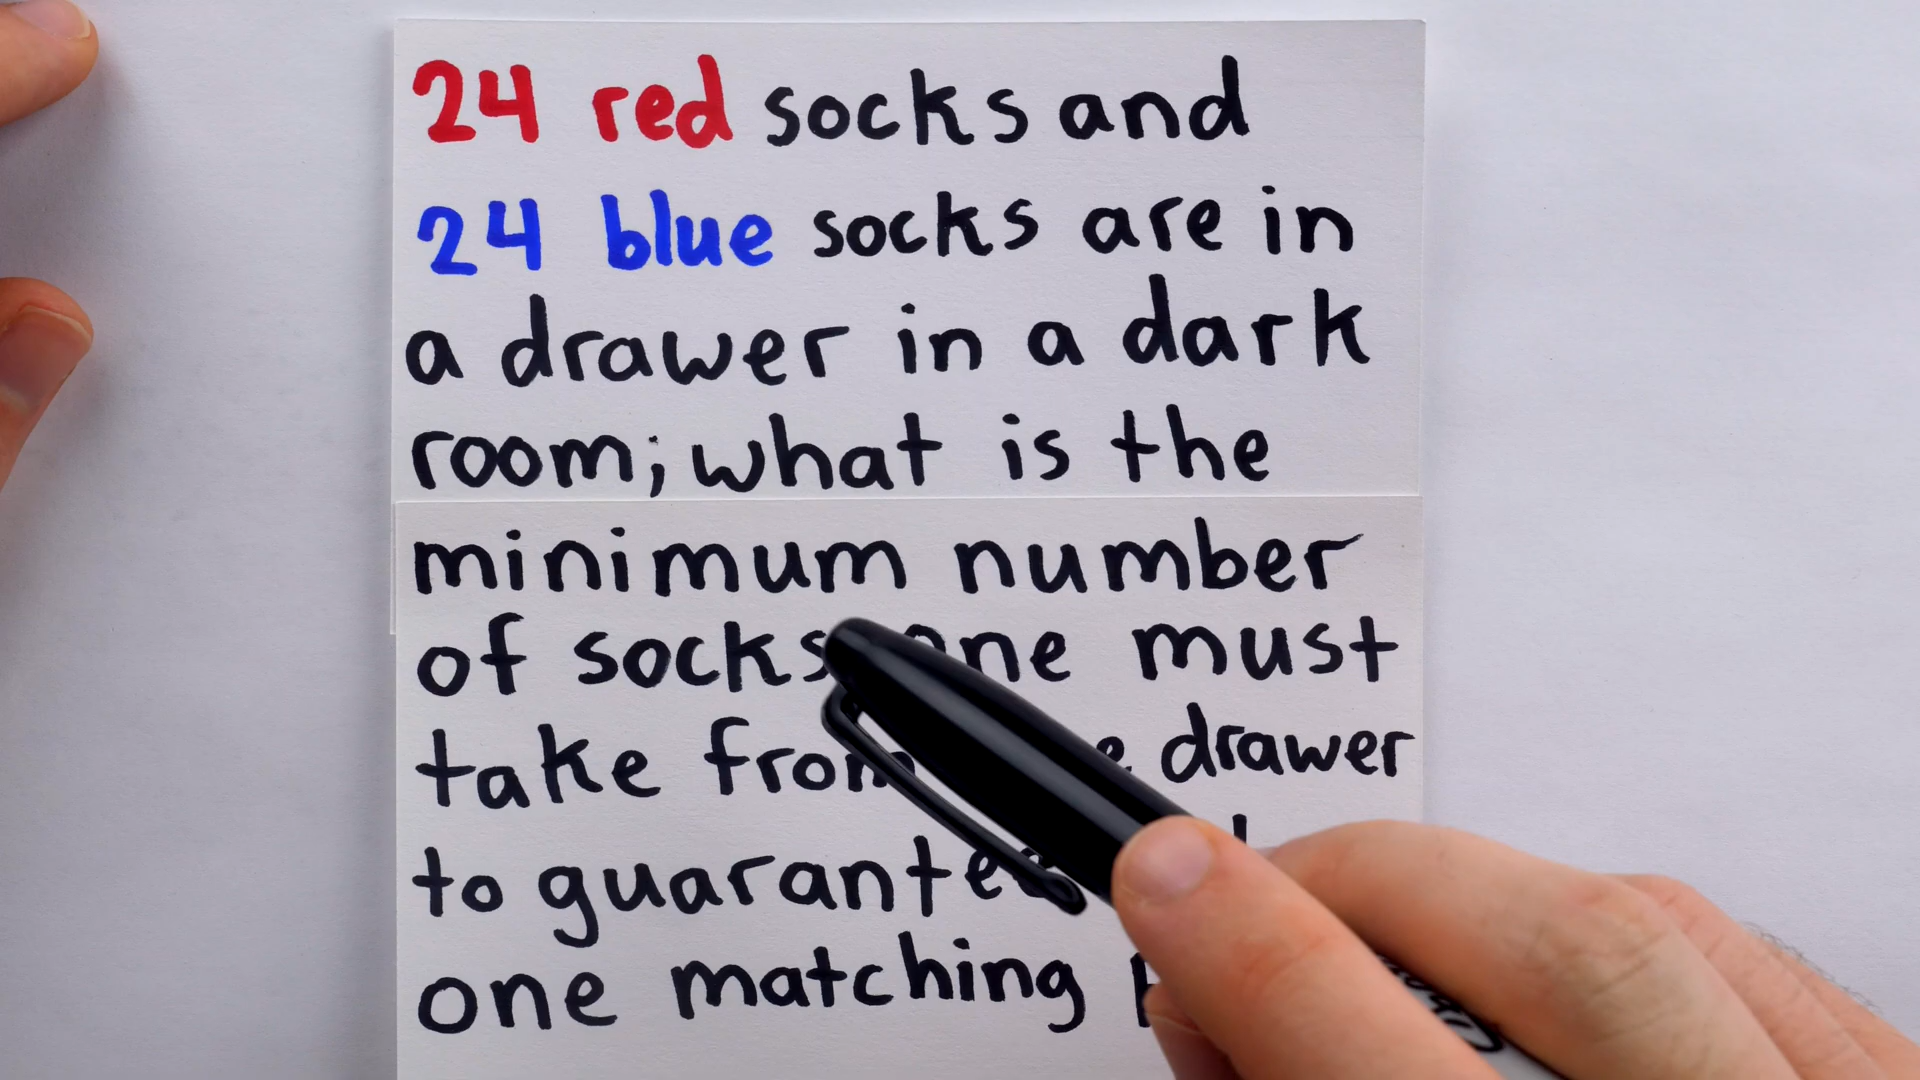 24 red socks and
24 blue socks are in
a drawer in a dark
room; what is the
minimum number
of socks one must
take from drawer
to guarantee
one matching